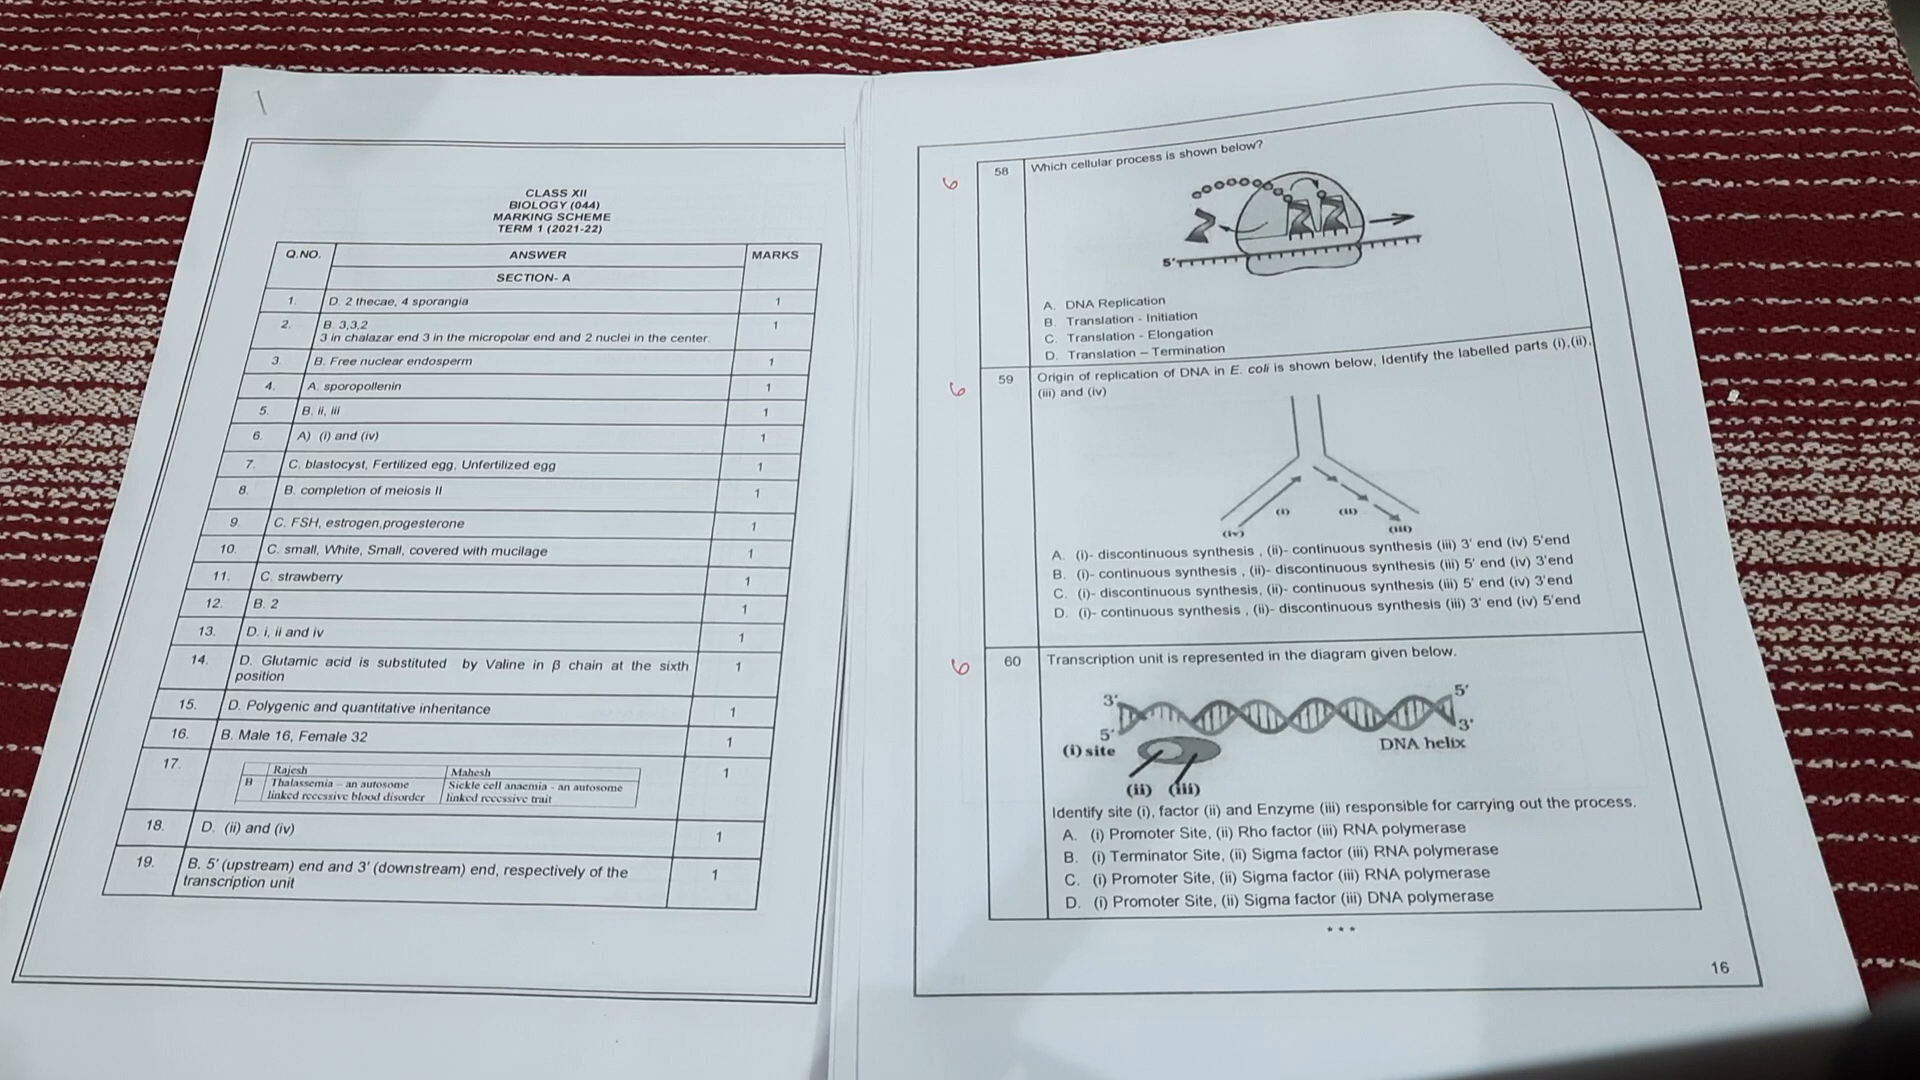 CLASS XII
BIOLOGY (044)
MARKING SCHEME
TERM 1 (2021-22)
Q.NO. ANSWER MARKS
SECTION- A
1. D. 2 thecae, 4 sporangia 1
2. B. 3,3,2 1
3 in chalazar end 3 in the micropolar end and 2 nuclei in the center.
3. B. Free nuclear endosperm 1
4. A. sporopollenin 1
5. B. ii, iii 1
6. A) (i) and (iv) 1
7. C. blastocyst, Fertilized egg, Unfertilized egg 1
8. B. completion of meiosis II 1
9. C. FSH, estrogen,progesterone 1
10. C. small, White, Small, covered with mucilage 1
11. C. strawberry 1
12. B. 2 1
13. D. i, ii and iv 1
14. D. Glutamic acid is substituted by Valine in β chain at the sixth 1
position
15. D. Polygenic and quantitative inheritance 1
16. B. Male 16, Female 32 1
17. Rajesh Mahesh 1
B Thalassemia – an autosome Sickle cell anaemia - an autosome
linked recessive blood disorder linked recessive trait
18. D. (ii) and (iv) 1
19. B. 5' (upstream) end and 3' (downstream) end, respectively of the 1
transcription unit
6 58 Which cellular process is shown below?
5'
A. DNA Replication
B. Translation - Initiation
C. Translation - Elongation
D. Translation – Termination
6 59 Origin of replication of DNA in E. coli is shown below, Identify the labelled parts (i),(ii),
(iii) and (iv)
(i) (ii)
(iv) (iii)
A. (i)- discontinuous synthesis , (ii)- continuous synthesis (iii) 3' end (iv) 5'end
B. (i)- continuous synthesis , (ii)- discontinuous synthesis (iii) 5' end (iv) 3'end
C. (i)- discontinuous synthesis, (ii)- continuous synthesis (iii) 5' end (iv) 3'end
D. (i)- continuous synthesis , (ii)- discontinuous synthesis (iii) 3' end (iv) 5'end
6 60 Transcription unit is represented in the diagram given below.
3' 5'
5' 3'
(i) site DNA helix
(ii) (iii)
Identify site (i), factor (ii) and Enzyme (iii) responsible for carrying out the process.
A. (i) Promoter Site, (ii) Rho factor (iii) RNA polymerase
B. (i) Terminator Site, (ii) Sigma factor (iii) RNA polymerase
C. (i) Promoter Site, (ii) Sigma factor (iii) RNA polymerase
D. (i) Promoter Site, (ii) Sigma factor (iii) DNA polymerase
* * *
16